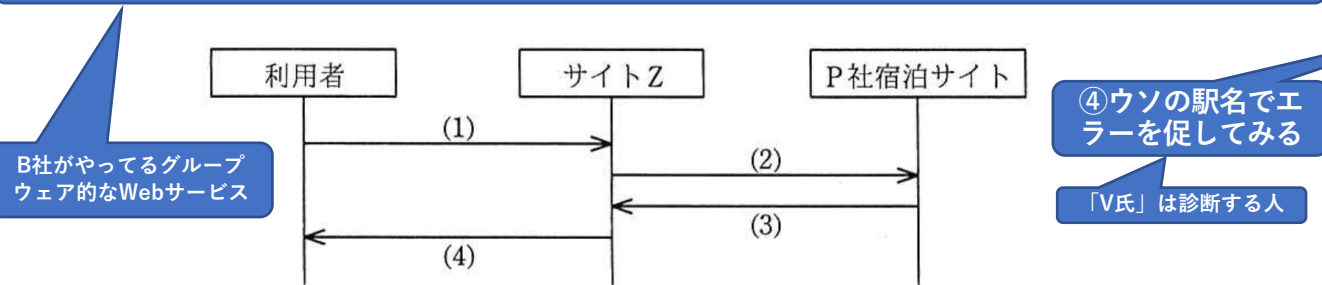 利用者
サイトZ
P社宿泊サイト
④ウソの駅名でエ
ラーを促してみる
(1)
(2)
B社がやってるグループ
ウェア的なWebサービス
「V氏」は診断する人
(3)
(4)